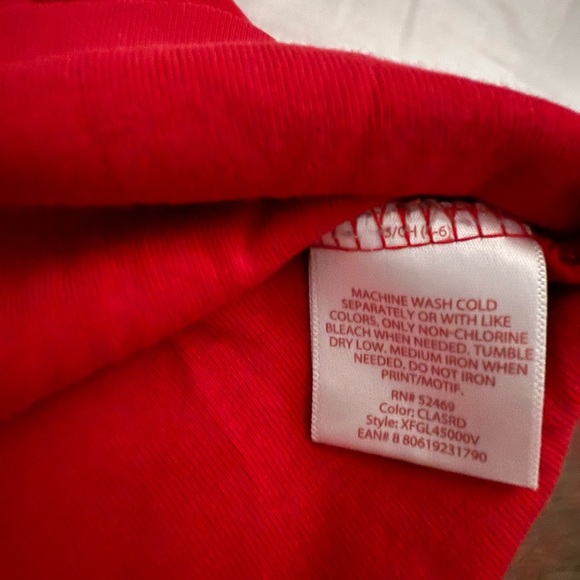 MACHINE WASH COLD
SEPARATELY OR WITH LIKE
COLORS, ONLY NON-CHLORINE
BLEACH WHEN NEEDED, TUMBLE
DRY LOW. MEDIUM IRON WHEN
NEEDED. DO NOT IRON
PRINT/MOTIF.
RN# 52469
Color: CLASRD
Style: XFGL45000V
EAN# 8 80619231790